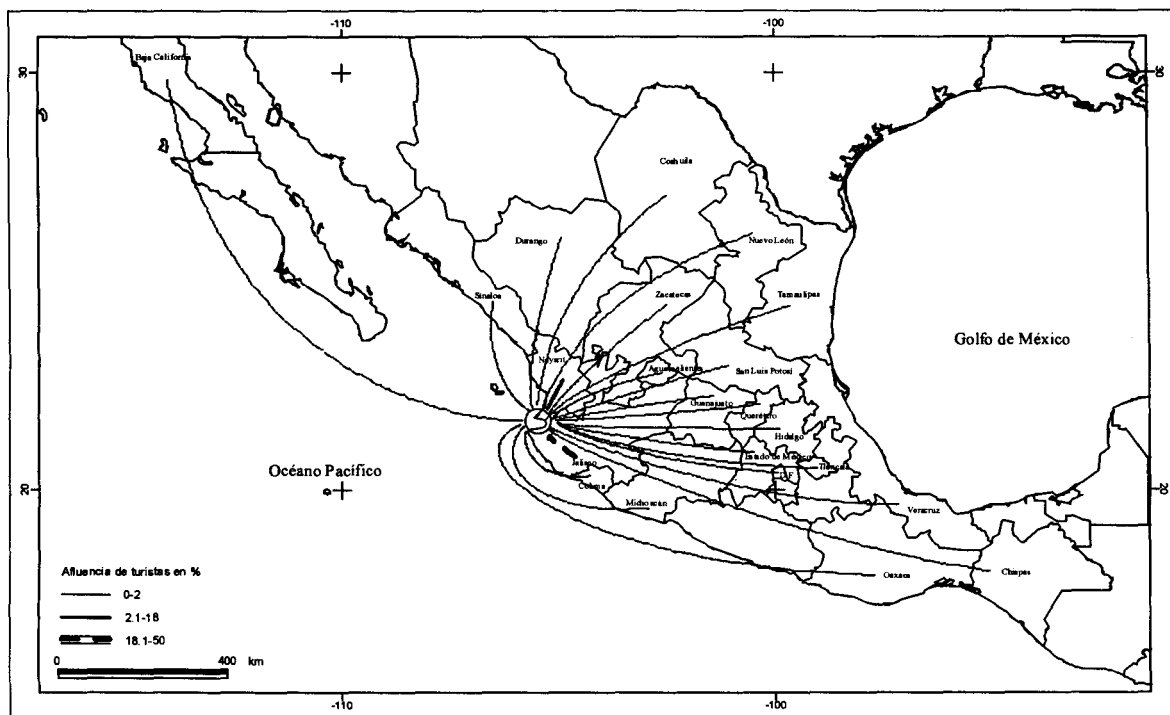 -110
-100
30
30
Baja California
Coahuila
Durango
Nuevo León
Sinaloa
Zacatecas
Tamaulipas
Golfo de México
Nayarit
Aguascalientes
San Luis Potosí
Guanajuato
Querétaro
Hidalgo
Estado de México
Tlaxcala
D.F.
Jalisco
Colima
Océano Pacífico
20
20
Michoacán
Veracruz
Oaxaca
Chiapas
Afluencia de turistas en %
0-2
2.1-18
18.1-50
0
400
km
-110
-100